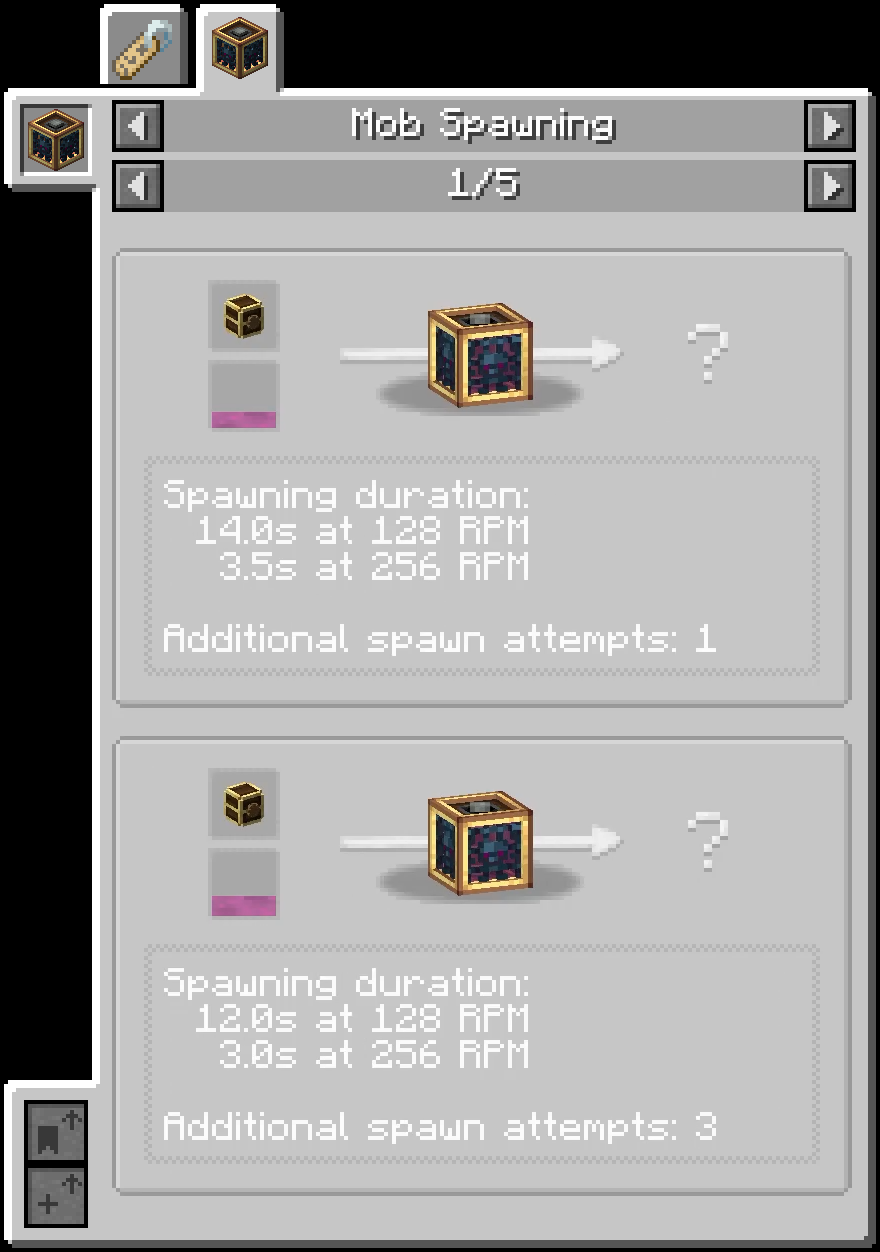 Mob Spawning
1/5
?
Spawning duration:
14.0s at 128 RPM
3.5s at 256 RPM
Additional spawn attempts: 1
?
Spawning duration:
12.0s at 128 RPM
3.0s at 256 RPM
Additional spawn attempts: 3